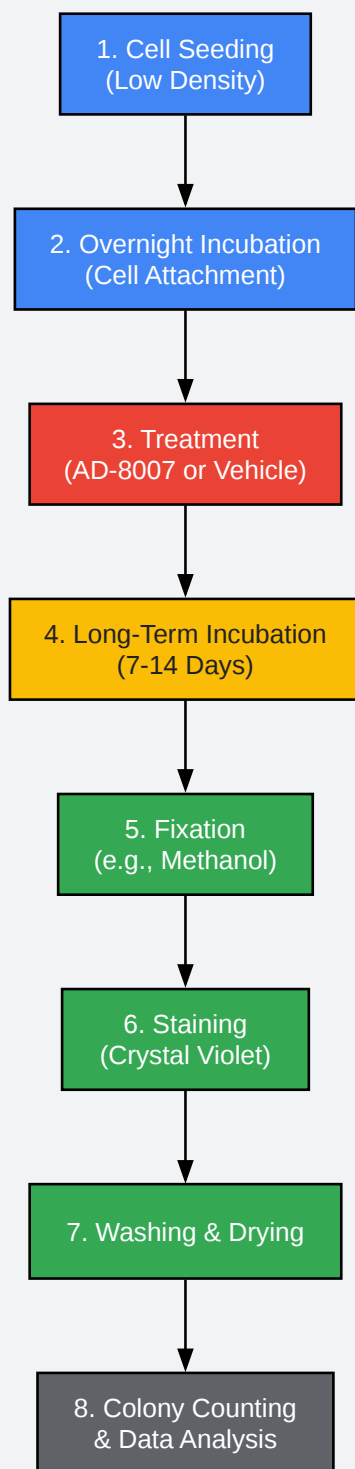 1. Cell Seeding
(Low Density)
2. Overnight Incubation
(Cell Attachment)
3. Treatment
(AD-8007 or Vehicle)
4. Long-Term Incubation
(7-14 Days)
5. Fixation
(e.g., Methanol)
6. Staining
(Crystal Violet)
7. Washing & Drying
8. Colony Counting
& Data Analysis